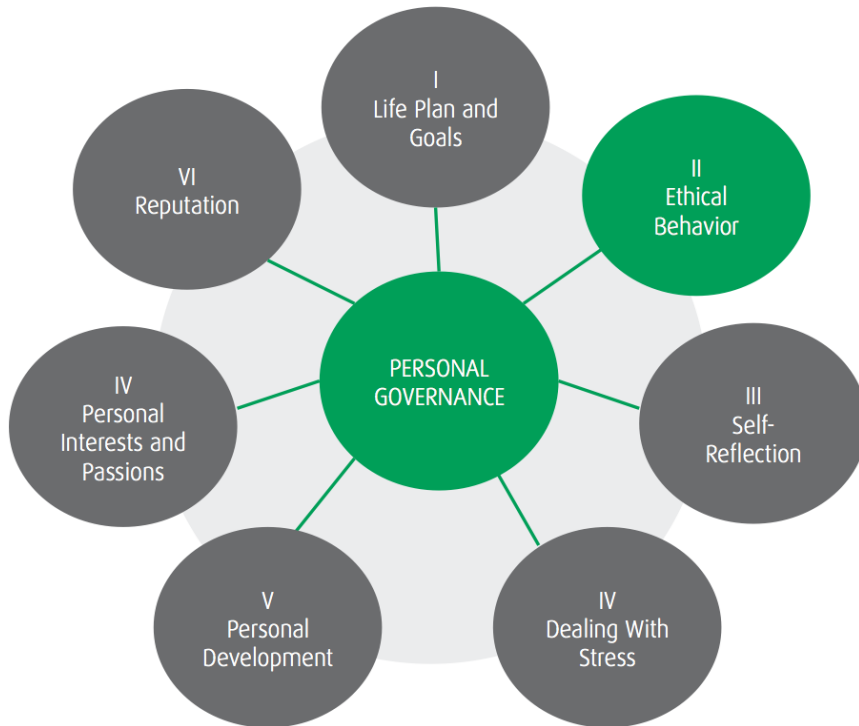 I
Life Plan and
Goals
II
Ethical
Behavior
VI
Reputation
PERSONAL
GOVERNANCE
III
Self-
Reflection
IV
Personal
Interests and
Passions
V
Personal
Development
IV
Dealing With
Stress